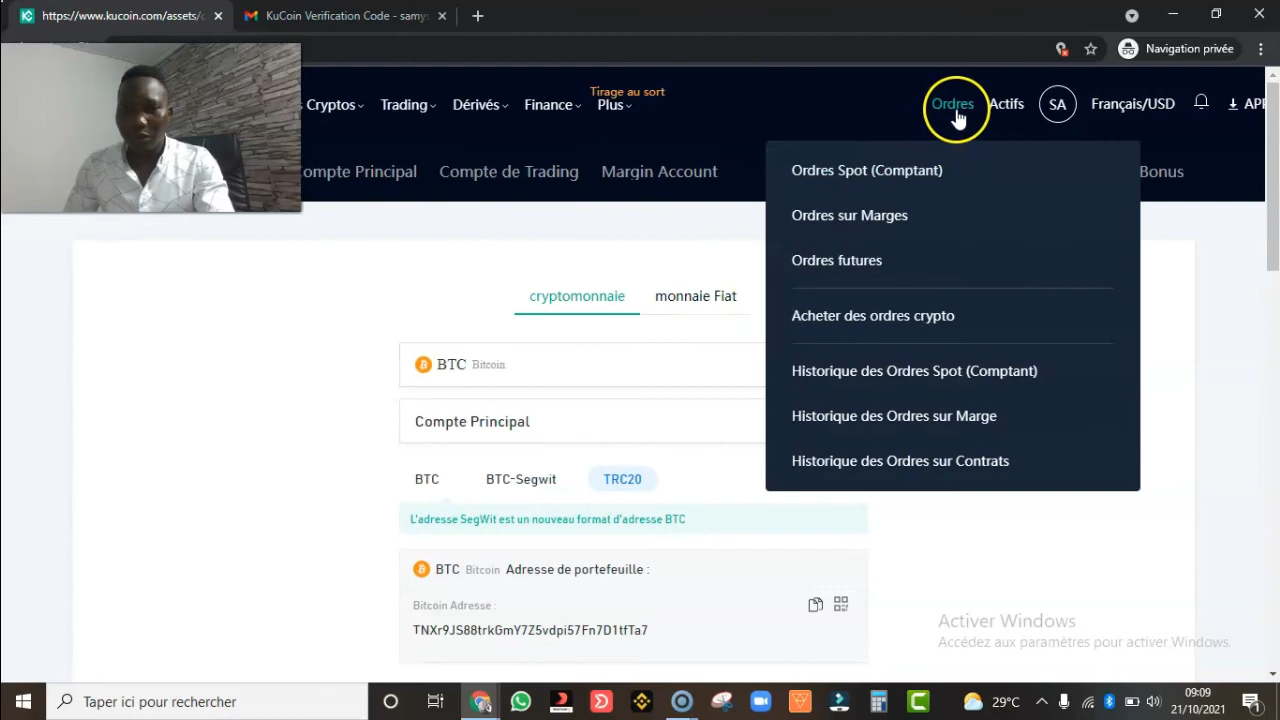 https://www.kucoin.com/assets/
KuCoin Verification Code - samy
Navigation privée
Cryptos
Trading
Dérivés
Finance
Tirage au sort
Plus
Ordres
Actifs
SA
Français/USD
Compte de Trading
Margin Account
Bonus
Ordres Spot (Comptant)
Ordres sur Marges
Ordres futures
Acheter des ordres crypto
Historique des Ordres Spot (Comptant)
Historique des Ordres sur Marge
Historique des Ordres sur Contrats
cryptomonnaie
monnaie Fiat
BTC Bitcoin
Compte Principal
BTC
BTC-Segwit
TRC20
L'adresse SegWit est un nouveau format d'adresse BTC
BTC Bitcoin Adresse de portefeuille :
Bitcoin Adresse :
TNXr9JS88trkGmY7Z5vdpi57Fn7D1tfTa7
Activer Windows
Accédez aux paramètres pour activer Windows.
Taper ici pour rechercher
29°C
09:09
21/10/2021